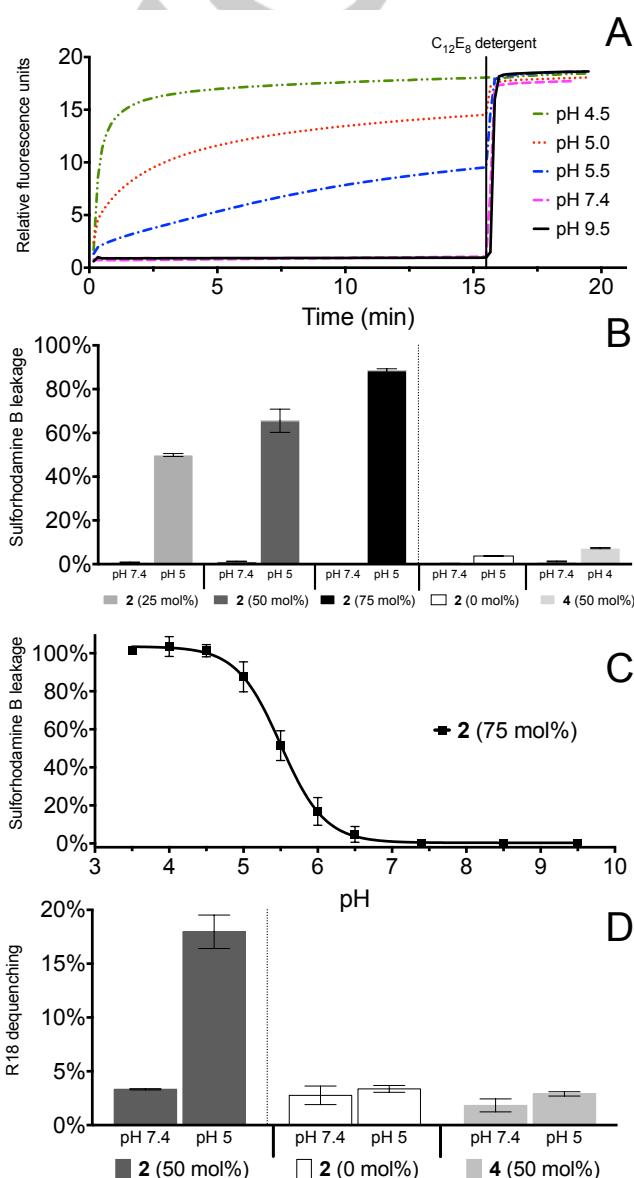 A
C₁₂E₈ detergent
Relative fluorescence units
20
15
10
5
0
pH 4.5
pH 5.0
pH 5.5
pH 7.4
pH 9.5
0 5 10 15 20
Time (min)
B
Sulforhodamine B leakage
100%
80%
60%
40%
20%
0%
pH 7.4 pH 5 pH 7.4 pH 5 pH 7.4 pH 5 pH 7.4 pH 5 pH 7.4 pH 4
2 (25 mol%) 2 (50 mol%) 2 (75 mol%) 2 (0 mol%) 4 (50 mol%)
C
Sulforhodamine B leakage
100%
80%
60%
40%
20%
0%
2 (75 mol%)
3 4 5 6 7 8 9 10
pH
D
R18 dequenching
20%
15%
10%
5%
0%
pH 7.4 pH 5 pH 7.4 pH 5 pH 7.4 pH 5
2 (50 mol%) 2 (0 mol%) 4 (50 mol%)